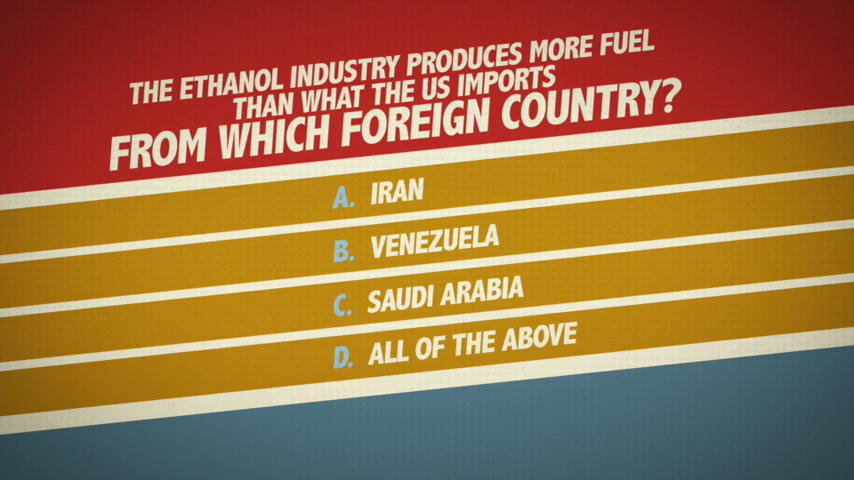 THE ETHANOL INDUSTRY PRODUCES MORE FUEL
THAN WHAT THE US IMPORTS
FROM WHICH FOREIGN COUNTRY?
A. IRAN
B. VENEZUELA
C. SAUDI ARABIA
D. ALL OF THE ABOVE